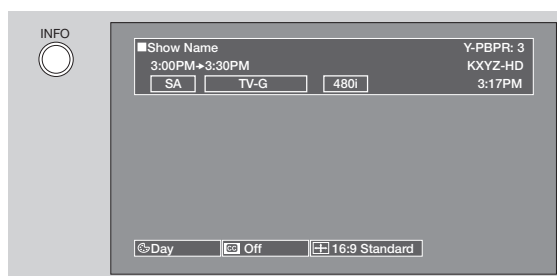 INFO
■Show Name Y-PBPR: 3
3:00PM→3:30PM KXYZ-HD
SA TV-G 480i 3:17PM
Day CC Off 16:9 Standard